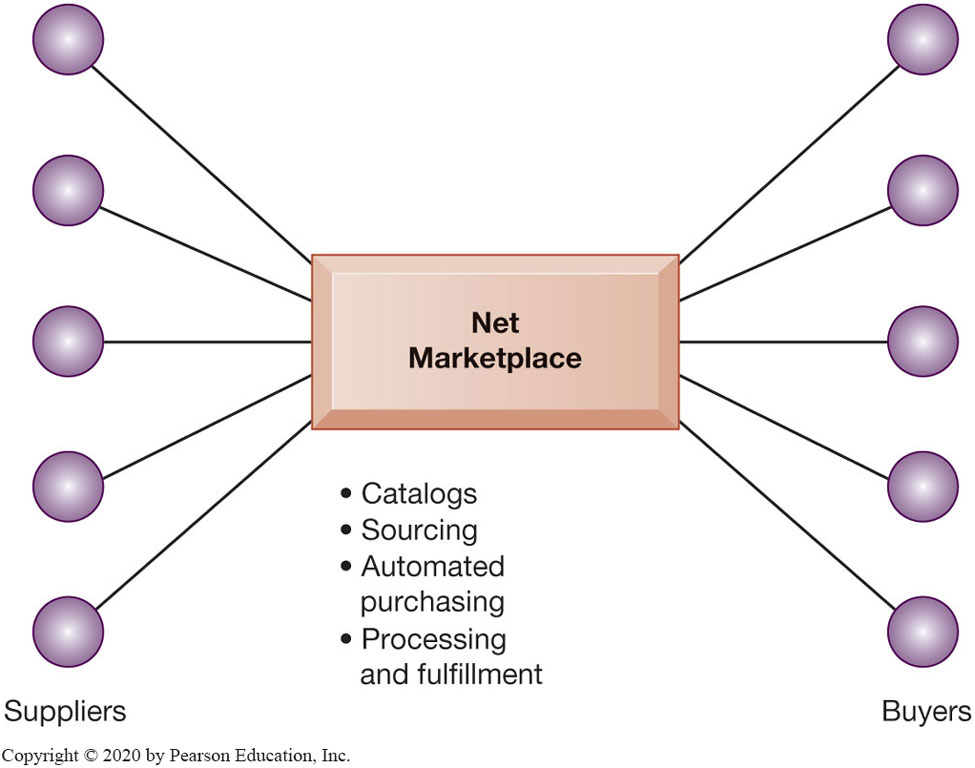 Net
Marketplace
• Catalogs
• Sourcing
• Automated
purchasing
• Processing
and fulfillment
Suppliers
Buyers
Copyright © 2020 by Pearson Education, Inc.